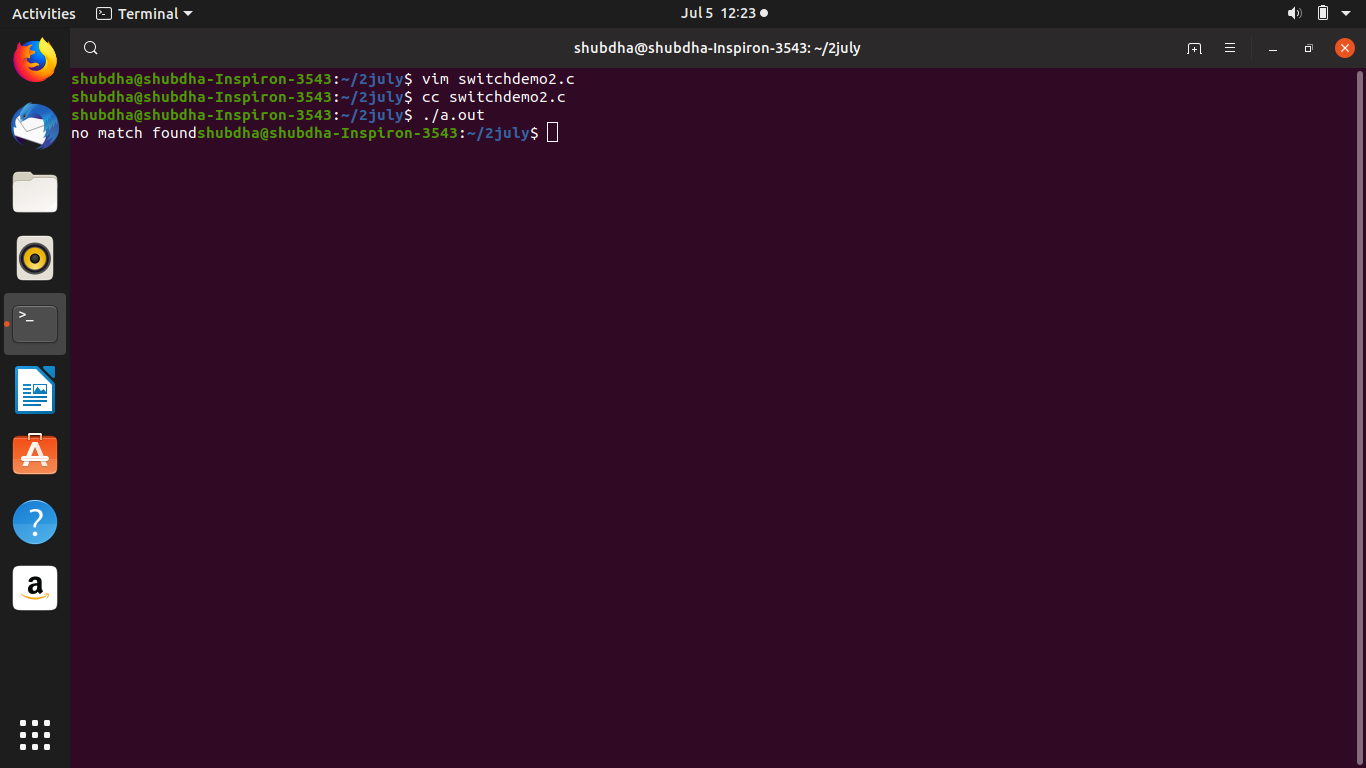 Activities Terminal Jul 5 12:23
shubdha@shubdha-Inspiron-3543: ~/2july
shubdha@shubdha-Inspiron-3543:~/2july$ vim switchdemo2.c
shubdha@shubdha-Inspiron-3543:~/2july$ cc switchdemo2.c
shubdha@shubdha-Inspiron-3543:~/2july$ ./a.out
no match foundshubdha@shubdha-Inspiron-3543:~/2july$
>_
A
?
a